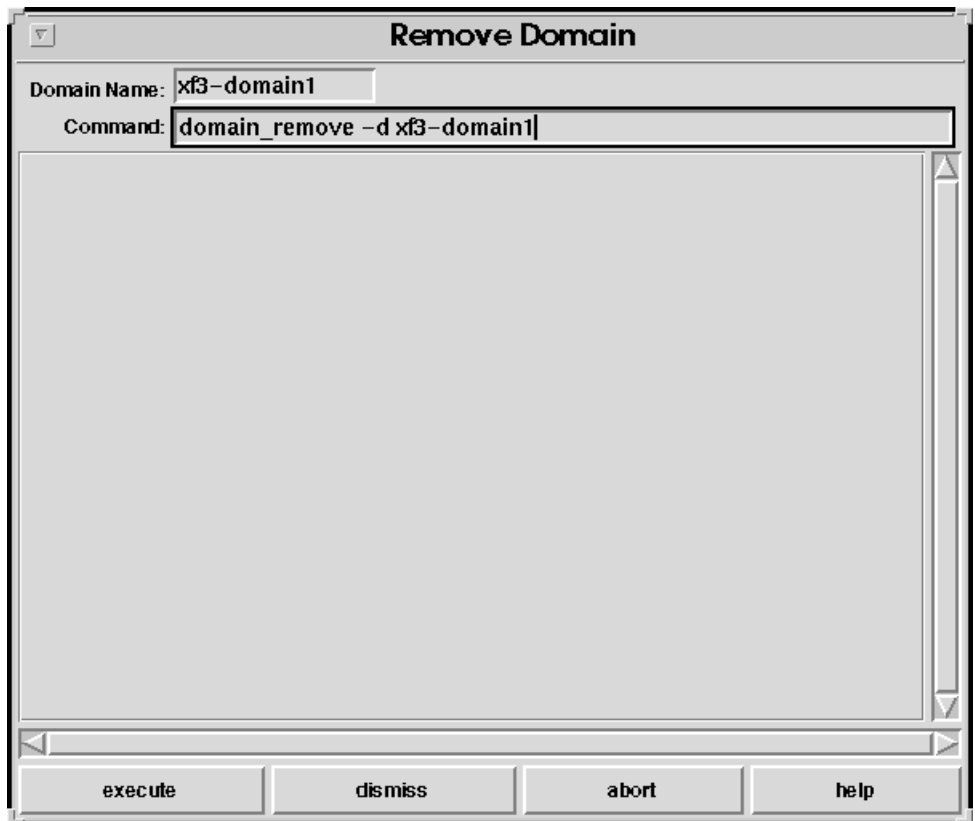 Remove Domain
Domain Name: xf3-domain1
Command: domain_remove -d xf3-domain1
execute dismiss abort help